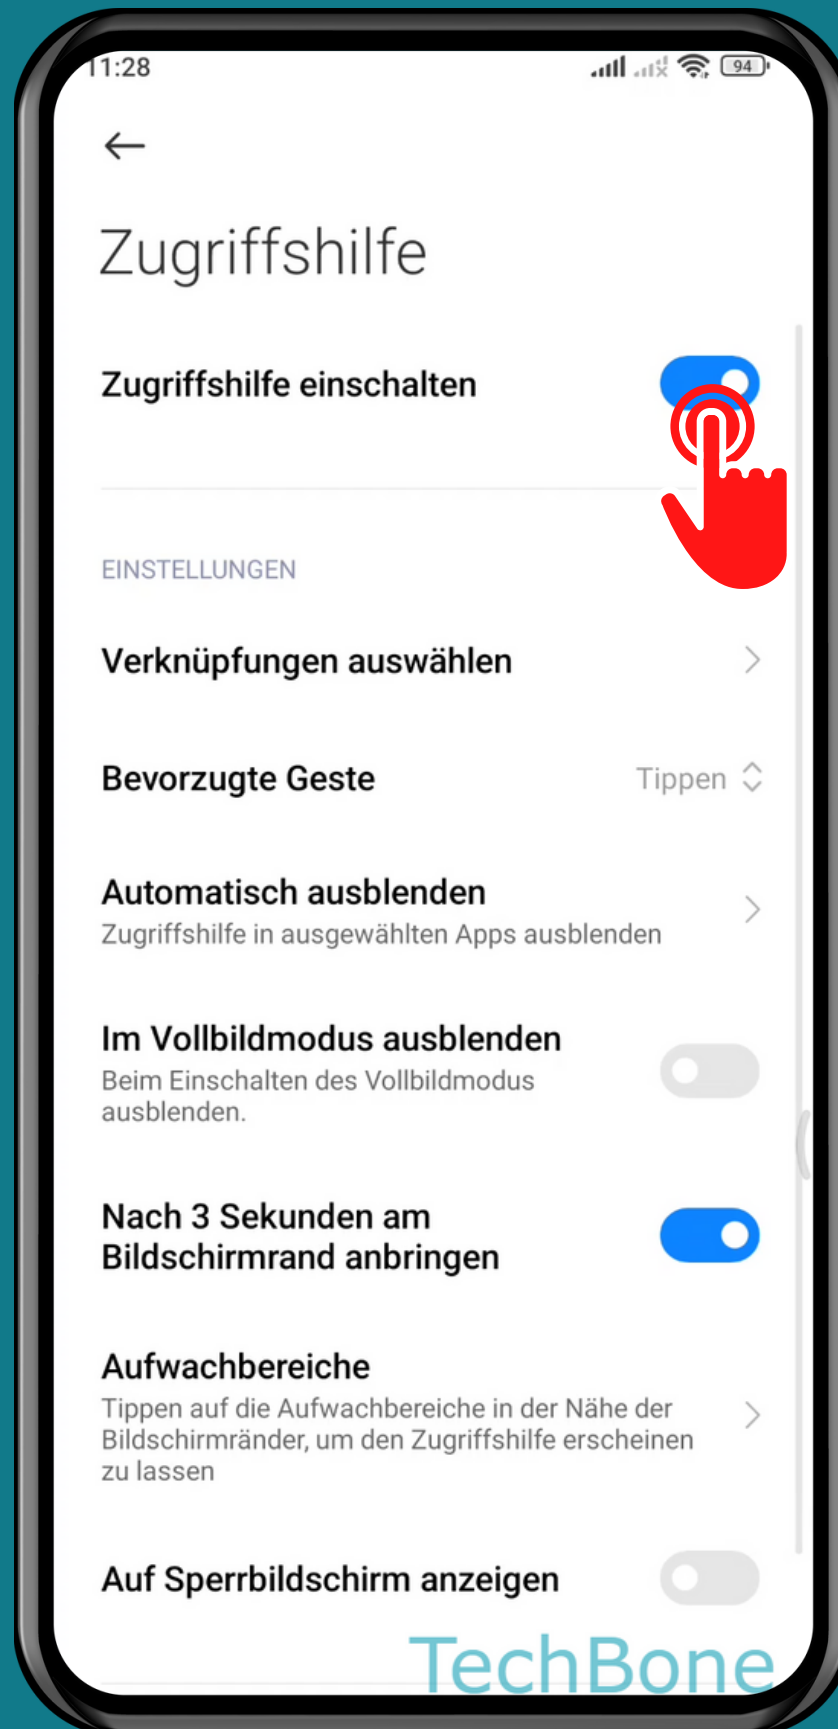 11:28
94
Zugriffshilfe
Zugriffshilfe einschalten
EINSTELLUNGEN
Verknüpfungen auswählen
Bevorzugte Geste Tippen
Automatisch ausblenden
Zugriffshilfe in ausgewählten Apps ausblenden
Im Vollbildmodus ausblenden
Beim Einschalten des Vollbildmodus
ausblenden.
Nach 3 Sekunden am
Bildschirmrand anbringen
Aufwachbereiche
Tippen auf die Aufwachbereiche in der Nähe der
Bildschirmränder, um den Zugriffshilfe erscheinen
zu lassen
Auf Sperrbildschirm anzeigen
TechBone